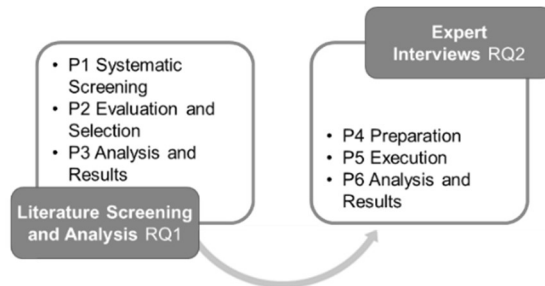 • P1 Systematic
Screening
• P2 Evaluation and
Selection
• P3 Analysis and
Results
Literature Screening
and Analysis RQ1
Expert
Interviews RQ2
• P4 Preparation
• P5 Execution
• P6 Analysis and
Results